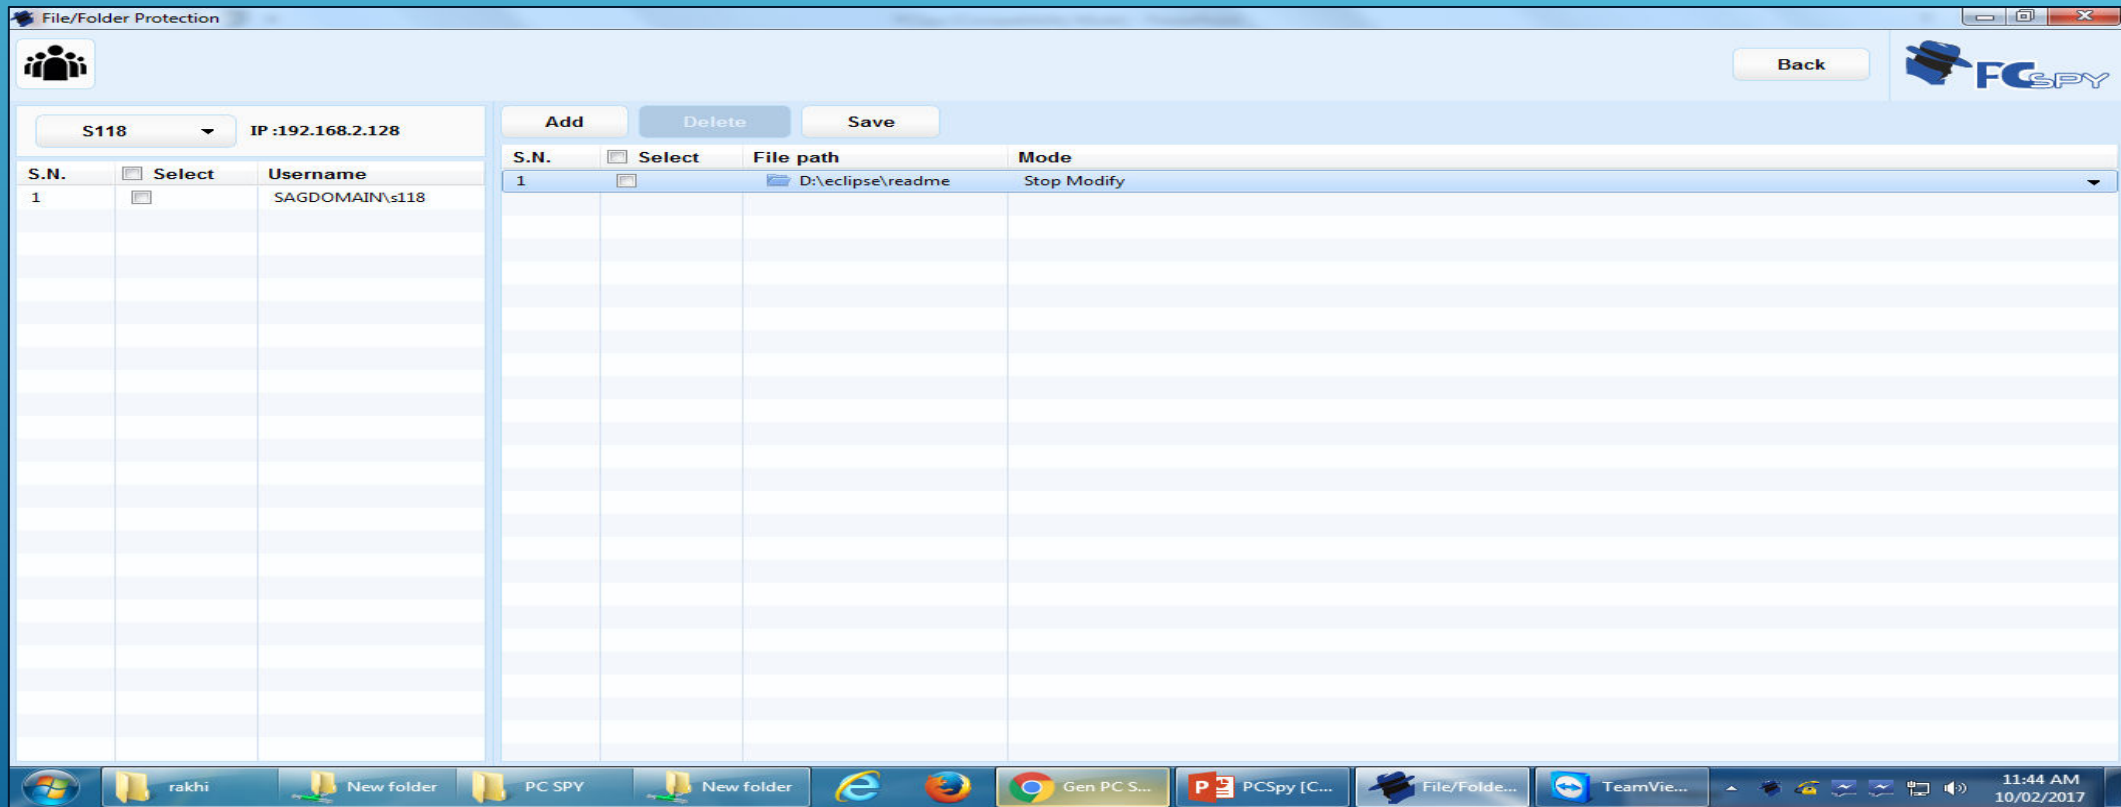 File/Folder Protection
Back
PCSPY
S118
IP :192.168.2.128
Add
Delete
Save
S.N.
Select
Username
1
SAGDOMAIN\s118
S.N.
Select
File path
Mode
1
D:\eclipse\readme
Stop Modify
rakhi
New folder
PC SPY
New folder
Gen PC S...
PCSpy [C...
File/Folde...
TeamVie...
11:44 AM
10/02/2017